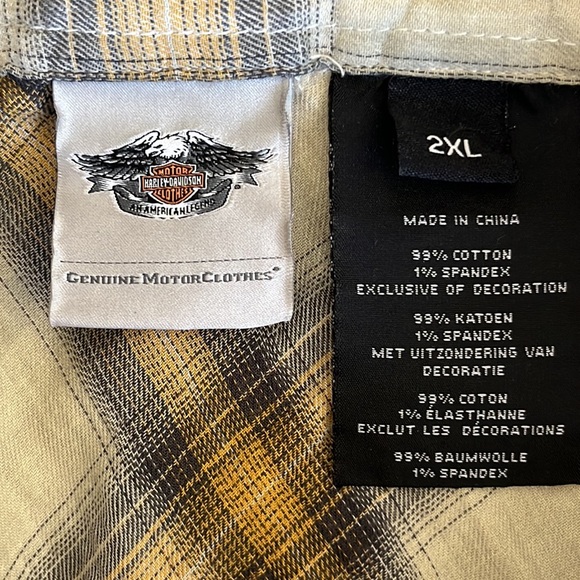 MOTOR
HARLEY-DAVIDSON
CLOTHES
AN AMERICAN LEGEND
GENUINE MOTORCLOTHES®
2XL
MADE IN CHINA
99% COTTON
1% SPANDEX
EXCLUSIVE OF DECORATION
99% KATOEN
1% SPANDEX
MET UITZONDERING VAN
DECORATIE
99% COTON
1% ÉLASTHANNE
EXCLUT LES DÉCORATIONS
99% BAUMWOLLE
1% SPANDEX